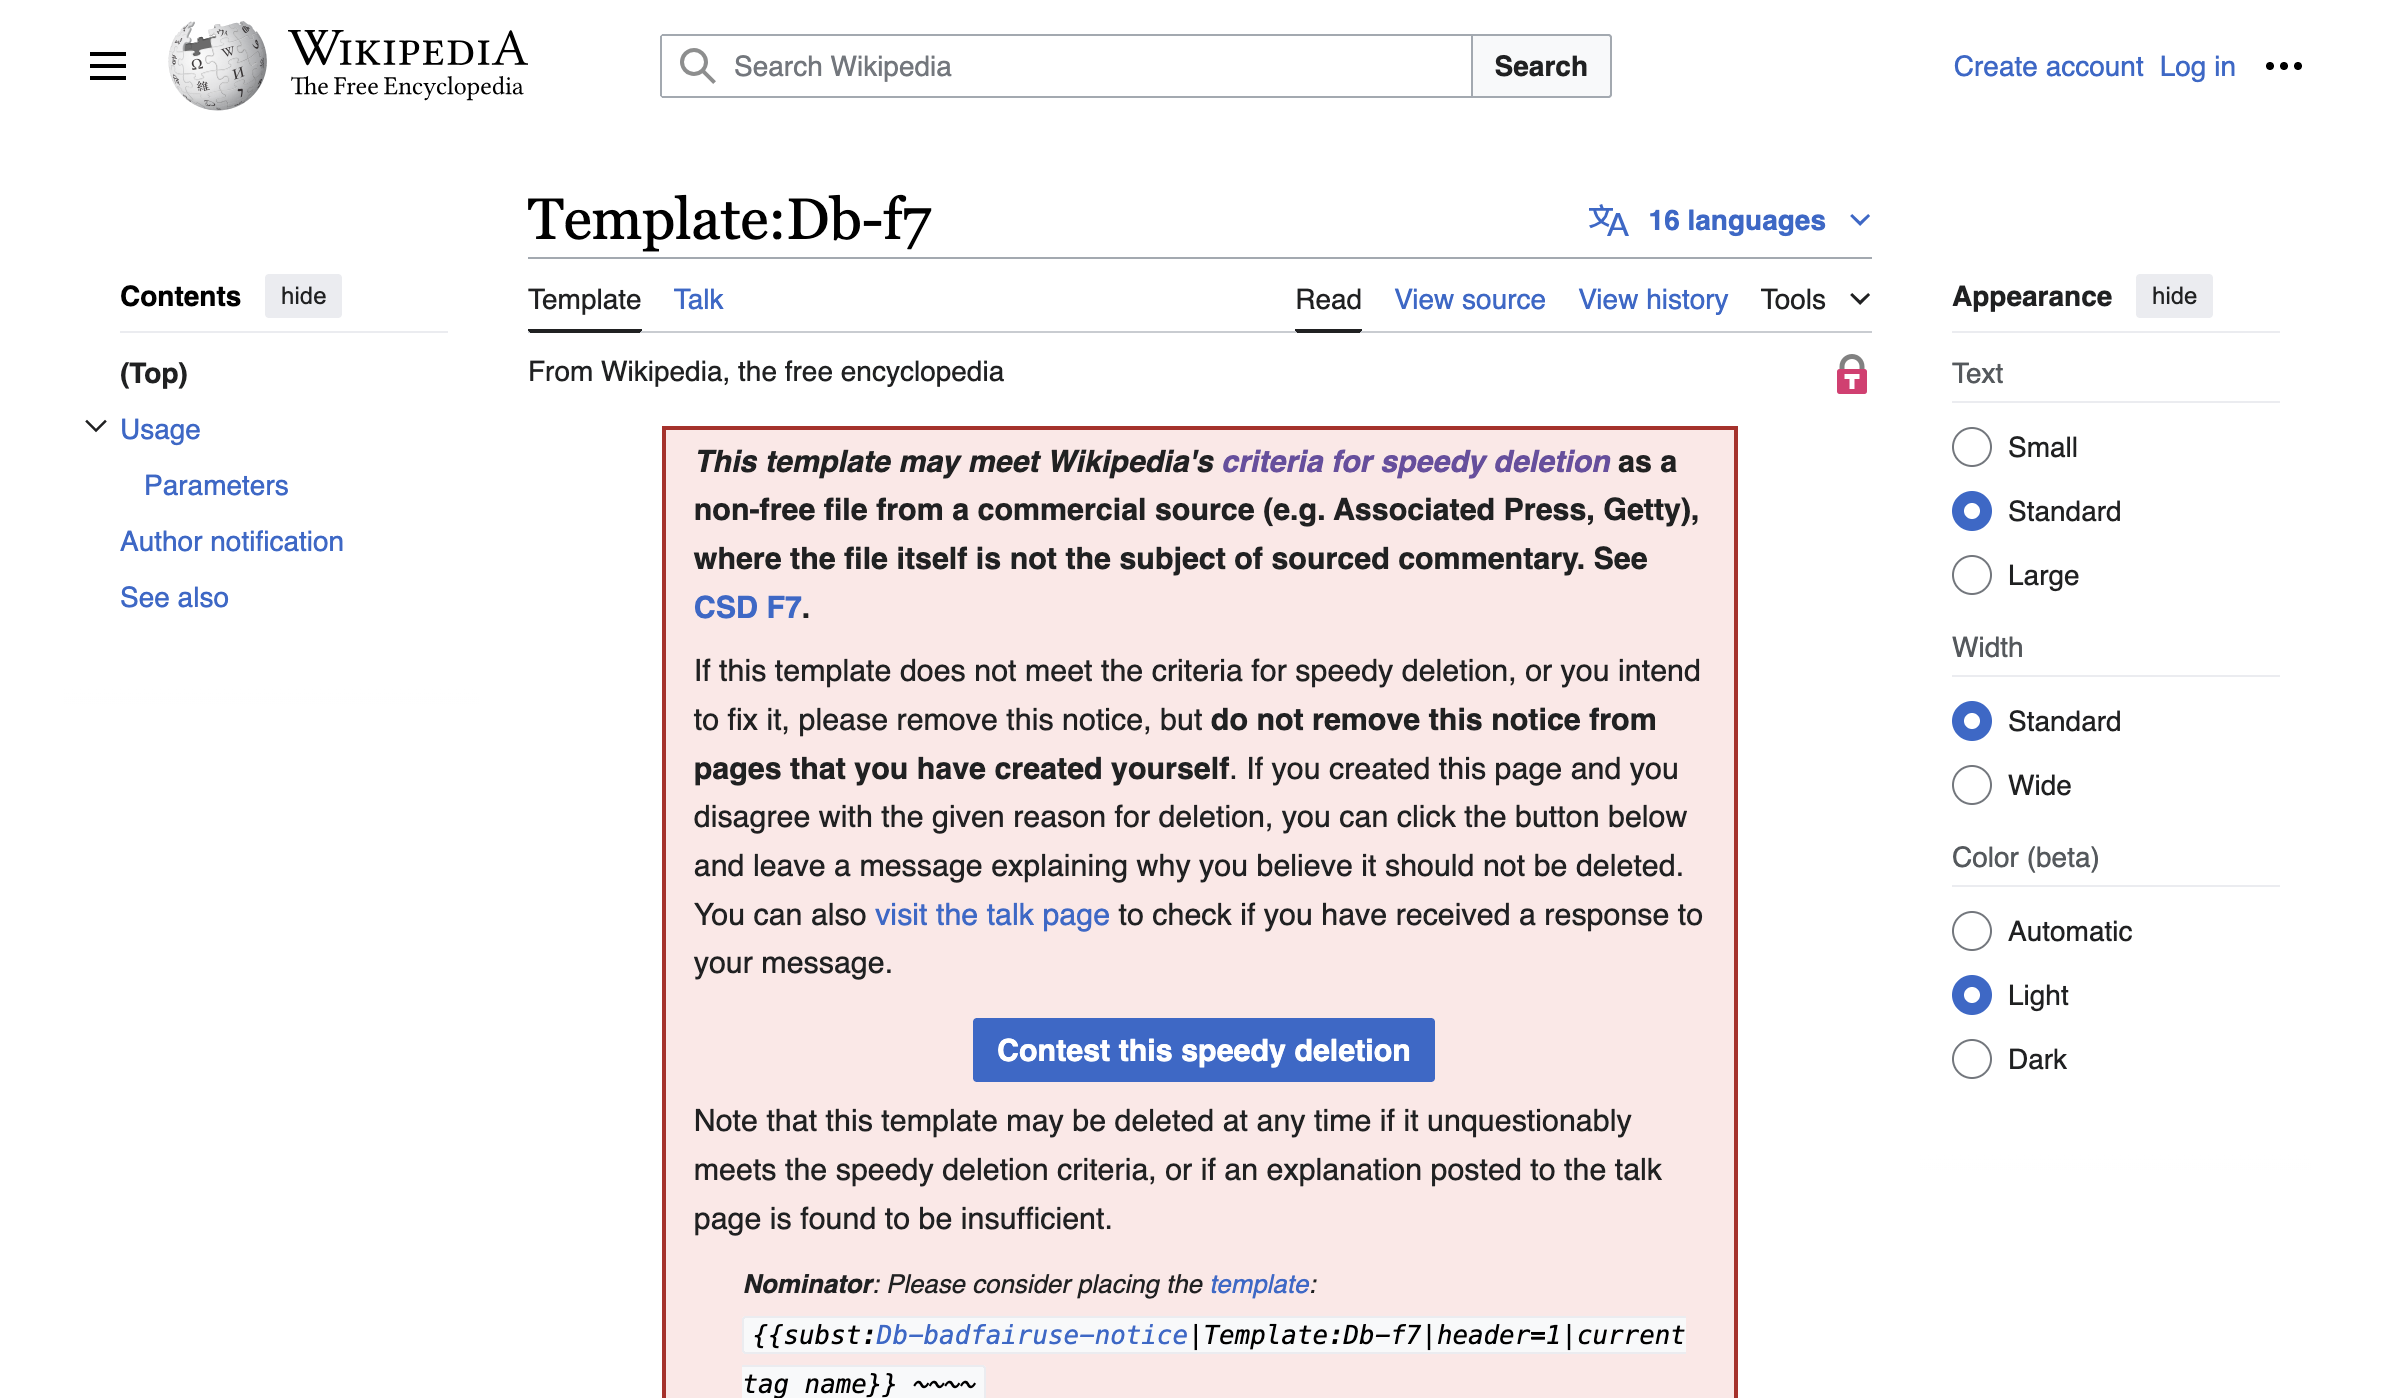 WIKIPEDIA
The Free Encyclopedia
Search Wikipedia
Search
Create account Log in
Template:Db-f7
16 languages
Contents hide
Template Talk
Read View source View history Tools
Appearance hide
From Wikipedia, the free encyclopedia
(Top)
Usage
Parameters
Author notification
See also
This template may meet Wikipedia's criteria for speedy deletion as a
non-free file from a commercial source (e.g. Associated Press, Getty),
where the file itself is not the subject of sourced commentary. See
CSD F7.
If this template does not meet the criteria for speedy deletion, or you intend
to fix it, please remove this notice, but do not remove this notice from
pages that you have created yourself. If you created this page and you
disagree with the given reason for deletion, you can click the button below
and leave a message explaining why you believe it should not be deleted.
You can also visit the talk page to check if you have received a response to
your message.
Contest this speedy deletion
Note that this template may be deleted at any time if it unquestionably
meets the speedy deletion criteria, or if an explanation posted to the talk
page is found to be insufficient.
Nominator: Please consider placing the template:
{{subst:Db-badfairuse-notice|Template:Db-f7|header=1|current
tag name}} ~~~~
Text
Small
Standard
Large
Width
Standard
Wide
Color (beta)
Automatic
Light
Dark